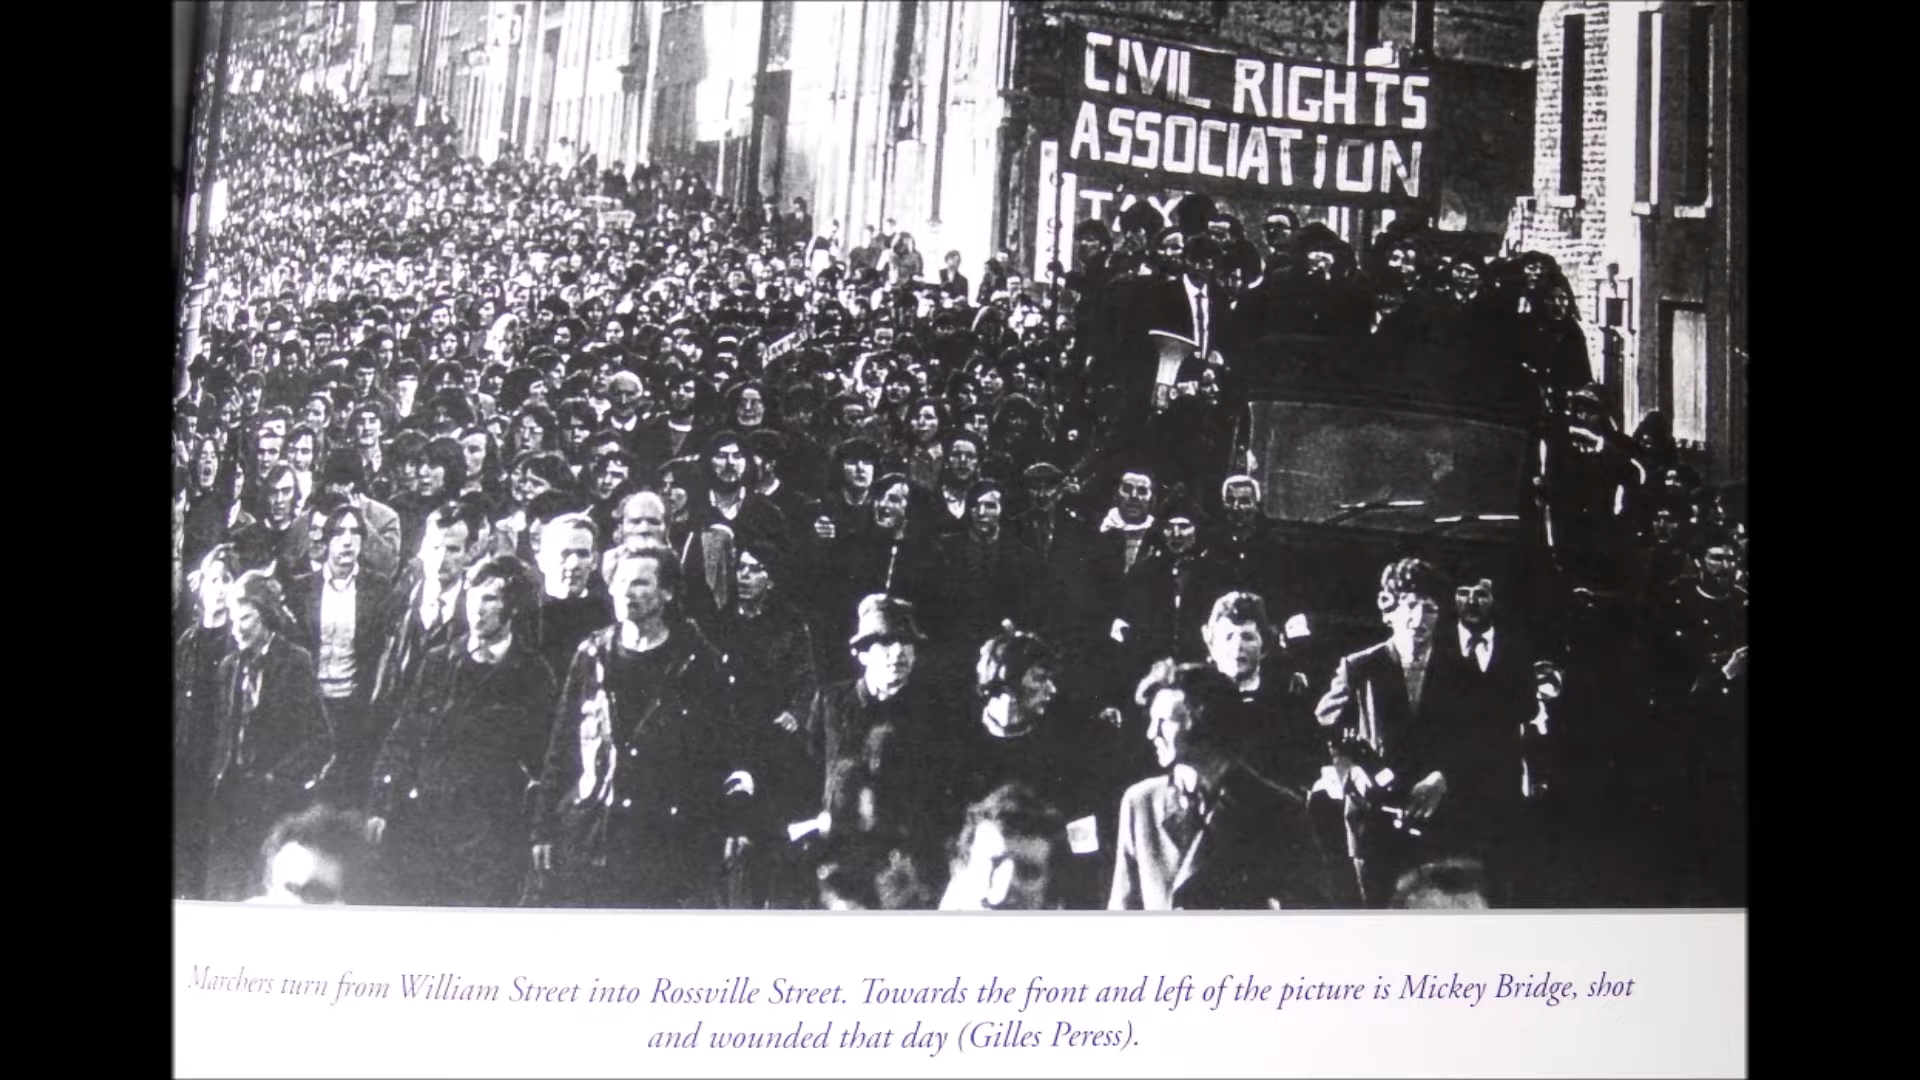 CIVIL RIGHTS
ASSOCIATION
Marchers turn from William Street into Rossville Street. Towards the front and left of the picture is Mickey Bridge, shot
and wounded that day (Gilles Peress).